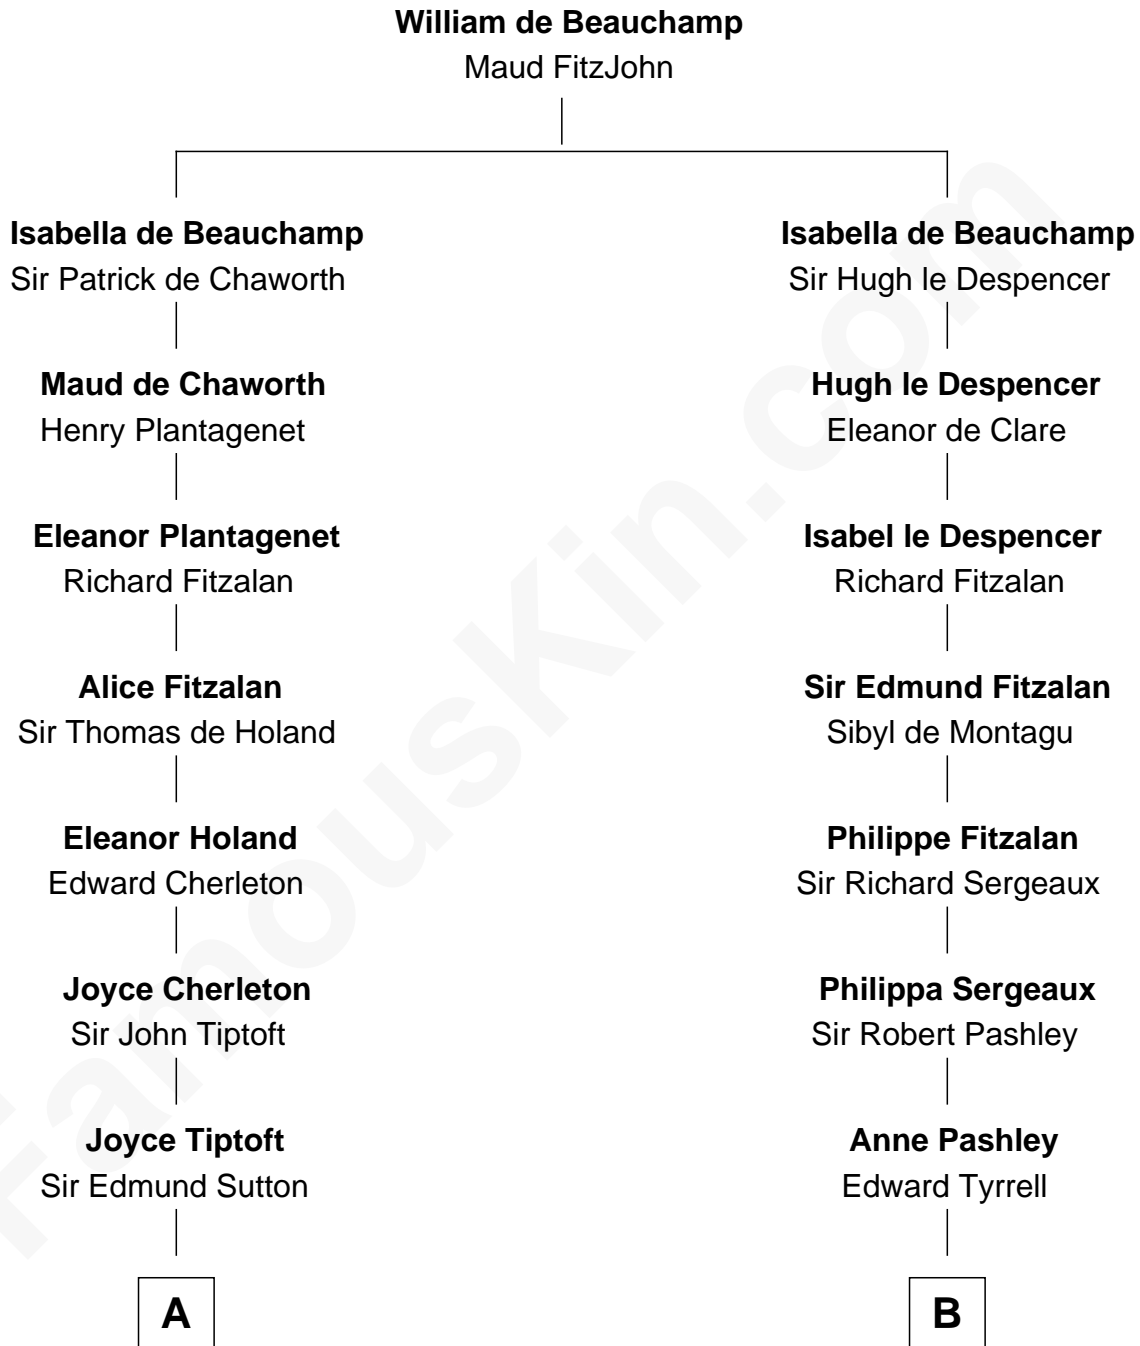 William de Beauchamp
Maud FitzJohn
Isabella de Beauchamp
Sir Patrick de Chaworth
Maud de Chaworth
Henry Plantagenet
Eleanor Plantagenet
Richard Fitzalan
Alice Fitzalan
Sir Thomas de Holand
Eleanor Holand
Edward Cherleton
Joyce Cherleton
Sir John Tiptoft
Joyce Tiptoft
Sir Edmund Sutton
A
Isabella de Beauchamp
Sir Hugh le Despencer
Hugh le Despencer
Eleanor de Clare
Isabel le Despencer
Richard Fitzalan
Sir Edmund Fitzalan
Sibyl de Montagu
Philippe Fitzalan
Sir Richard Sergeaux
Philippa Sergeaux
Sir Robert Pashley
Anne Pashley
Edward Tyrrell
B
FamousKin.com